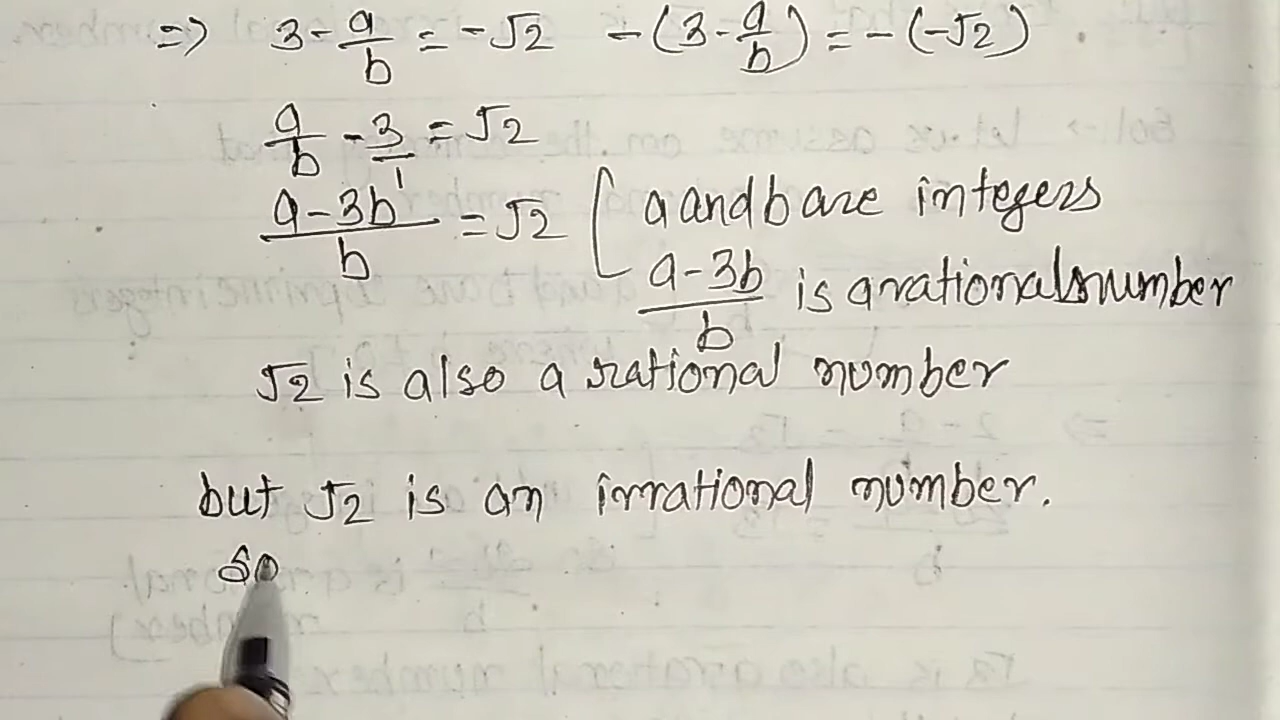 => 3 - a/b = -√2 - (3 - a/b) = - (-√2)
a/b - 3/1 = √2
a - 3b / b = √2 [ a and b are integers
a - 3b / b is a rational number
√2 is also a rational number
but √2 is an irrational number.
so